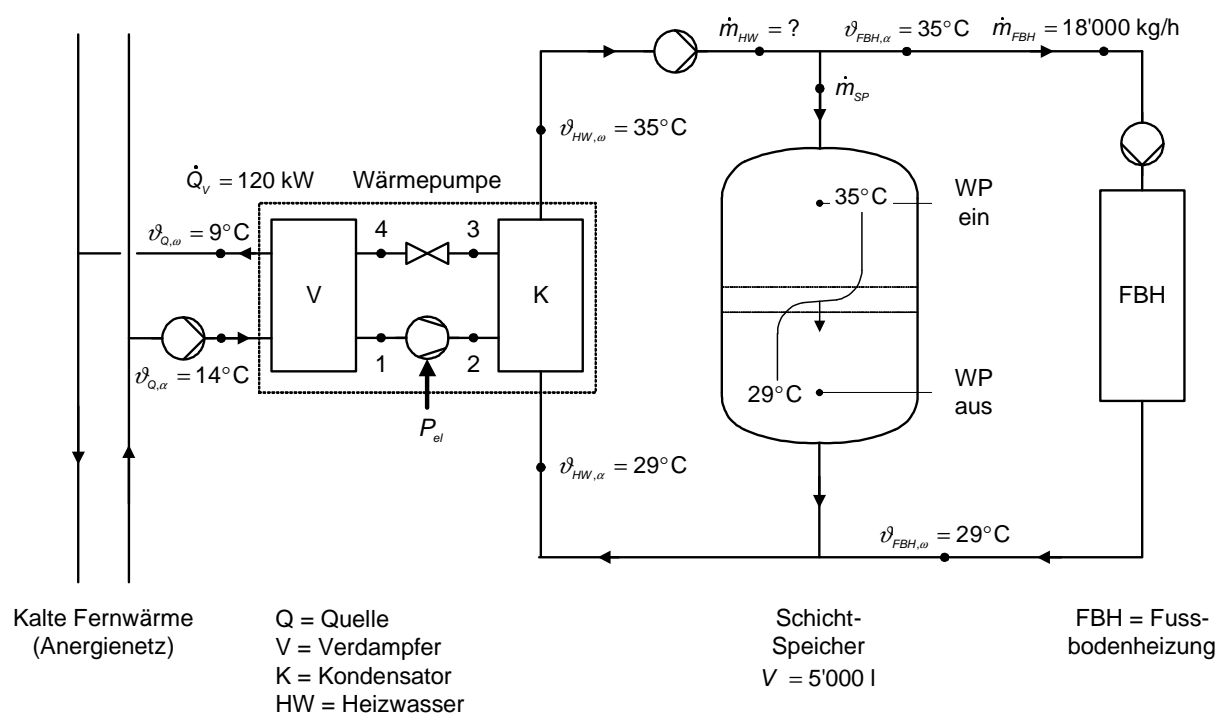 ṁ_HW = ?
ϑ_FBH,α = 35°C
ṁ_FBH = 18'000 kg/h
ṁ_SP
ϑ_HW,ω = 35°C
Q̇_V = 120 kW
Wärmepumpe
ϑ_Q,ω = 9°C
4
3
V
K
1
2
ϑ_Q,α = 14°C
P_el
35°C
WP
ein
29°C
WP
aus
FBH
ϑ_HW,α = 29°C
ϑ_FBH,ω = 29°C
Kalte Fernwärme
(Anergienetz)
Q = Quelle
V = Verdampfer
K = Kondensator
HW = Heizwasser
Schicht-
Speicher
V = 5'000 l
FBH = Fuss-
bodenheizung